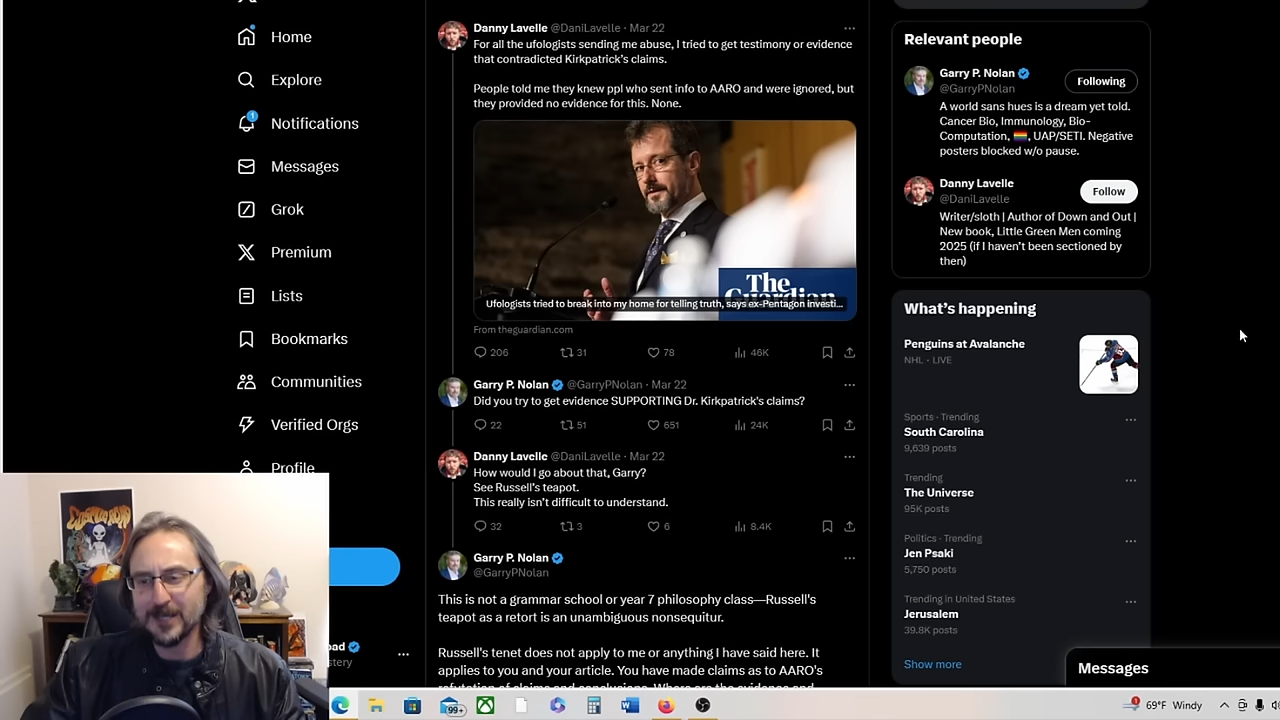 Home
Explore
1
Notifications
Messages
Grok
Premium
Lists
Bookmarks
Communities
Verified Orgs
Profile
Danny Lavelle @DaniLavelle · Mar 22
For all the ufologists sending me abuse, I tried to get testimony or evidence
that contradicted Kirkpatrick's claims.
People told me they knew ppl who sent info to AARO and were ignored, but
they provided no evidence for this. None.
The
Guardian
Ufologists tried to break into my home for telling truth, says ex-Pentagon investi...
From theguardian.com
206 31 78 46K
Garry P. Nolan @GarryPNolan · Mar 22
Did you try to get evidence SUPPORTING Dr. Kirkpatrick's claims?
22 51 651 24K
Danny Lavelle @DaniLavelle · Mar 22
How would I go about that, Garry?
See Russell's teapot.
This really isn't difficult to understand.
32 3 6 8.4K
Garry P. Nolan
@GarryPNolan
This is not a grammar school or year 7 philosophy class—Russell's
teapot as a retort is an unambiguous nonsequitur.
Russell's tenet does not apply to me or anything I have said here. It
applies to you and your article. You have made claims as to AARO's
refutation of claims and conclusions. Where are the evidence and
Relevant people
Garry P. Nolan
@GarryPNolan
Following
A world sans hues is a dream yet told.
Cancer Bio, Immunology, Bio-
Computation, 🏳️‍🌈, UAP/SETI. Negative
posters blocked w/o pause.
Danny Lavelle
@DaniLavelle
Follow
Writer/sloth | Author of Down and Out |
New book, Little Green Men coming
2025 (if I haven't been sectioned by
then)
What's happening
Penguins at Avalanche
NHL · LIVE
Sports · Trending
South Carolina
9,639 posts
Trending
The Universe
95K posts
Politics · Trending
Jen Psaki
5,750 posts
Trending in United States
Jerusalem
39.8K posts
Show more
Messages
99+
69°F Windy